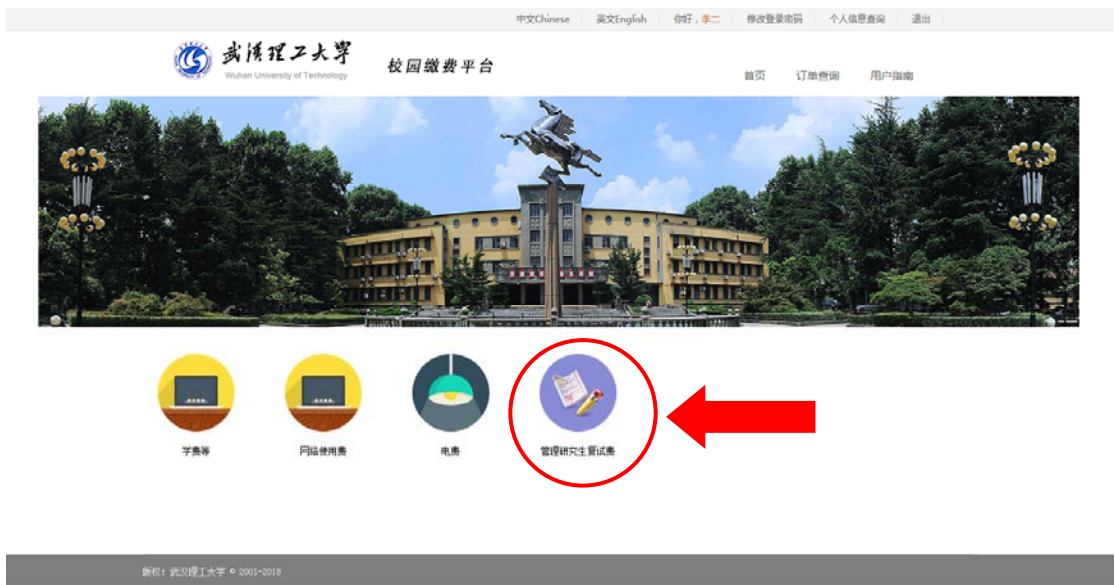 中文Chinese 英文English 你好，李二 修改登录密码 个人信息查询 退出
武汉理工大学 校园缴费平台
Wuhan University of Technology
首页 订单查询 用户指南
学费等 网络使用费 电费 管理研究生复试费
版权：武汉理工大学 © 2001-2018